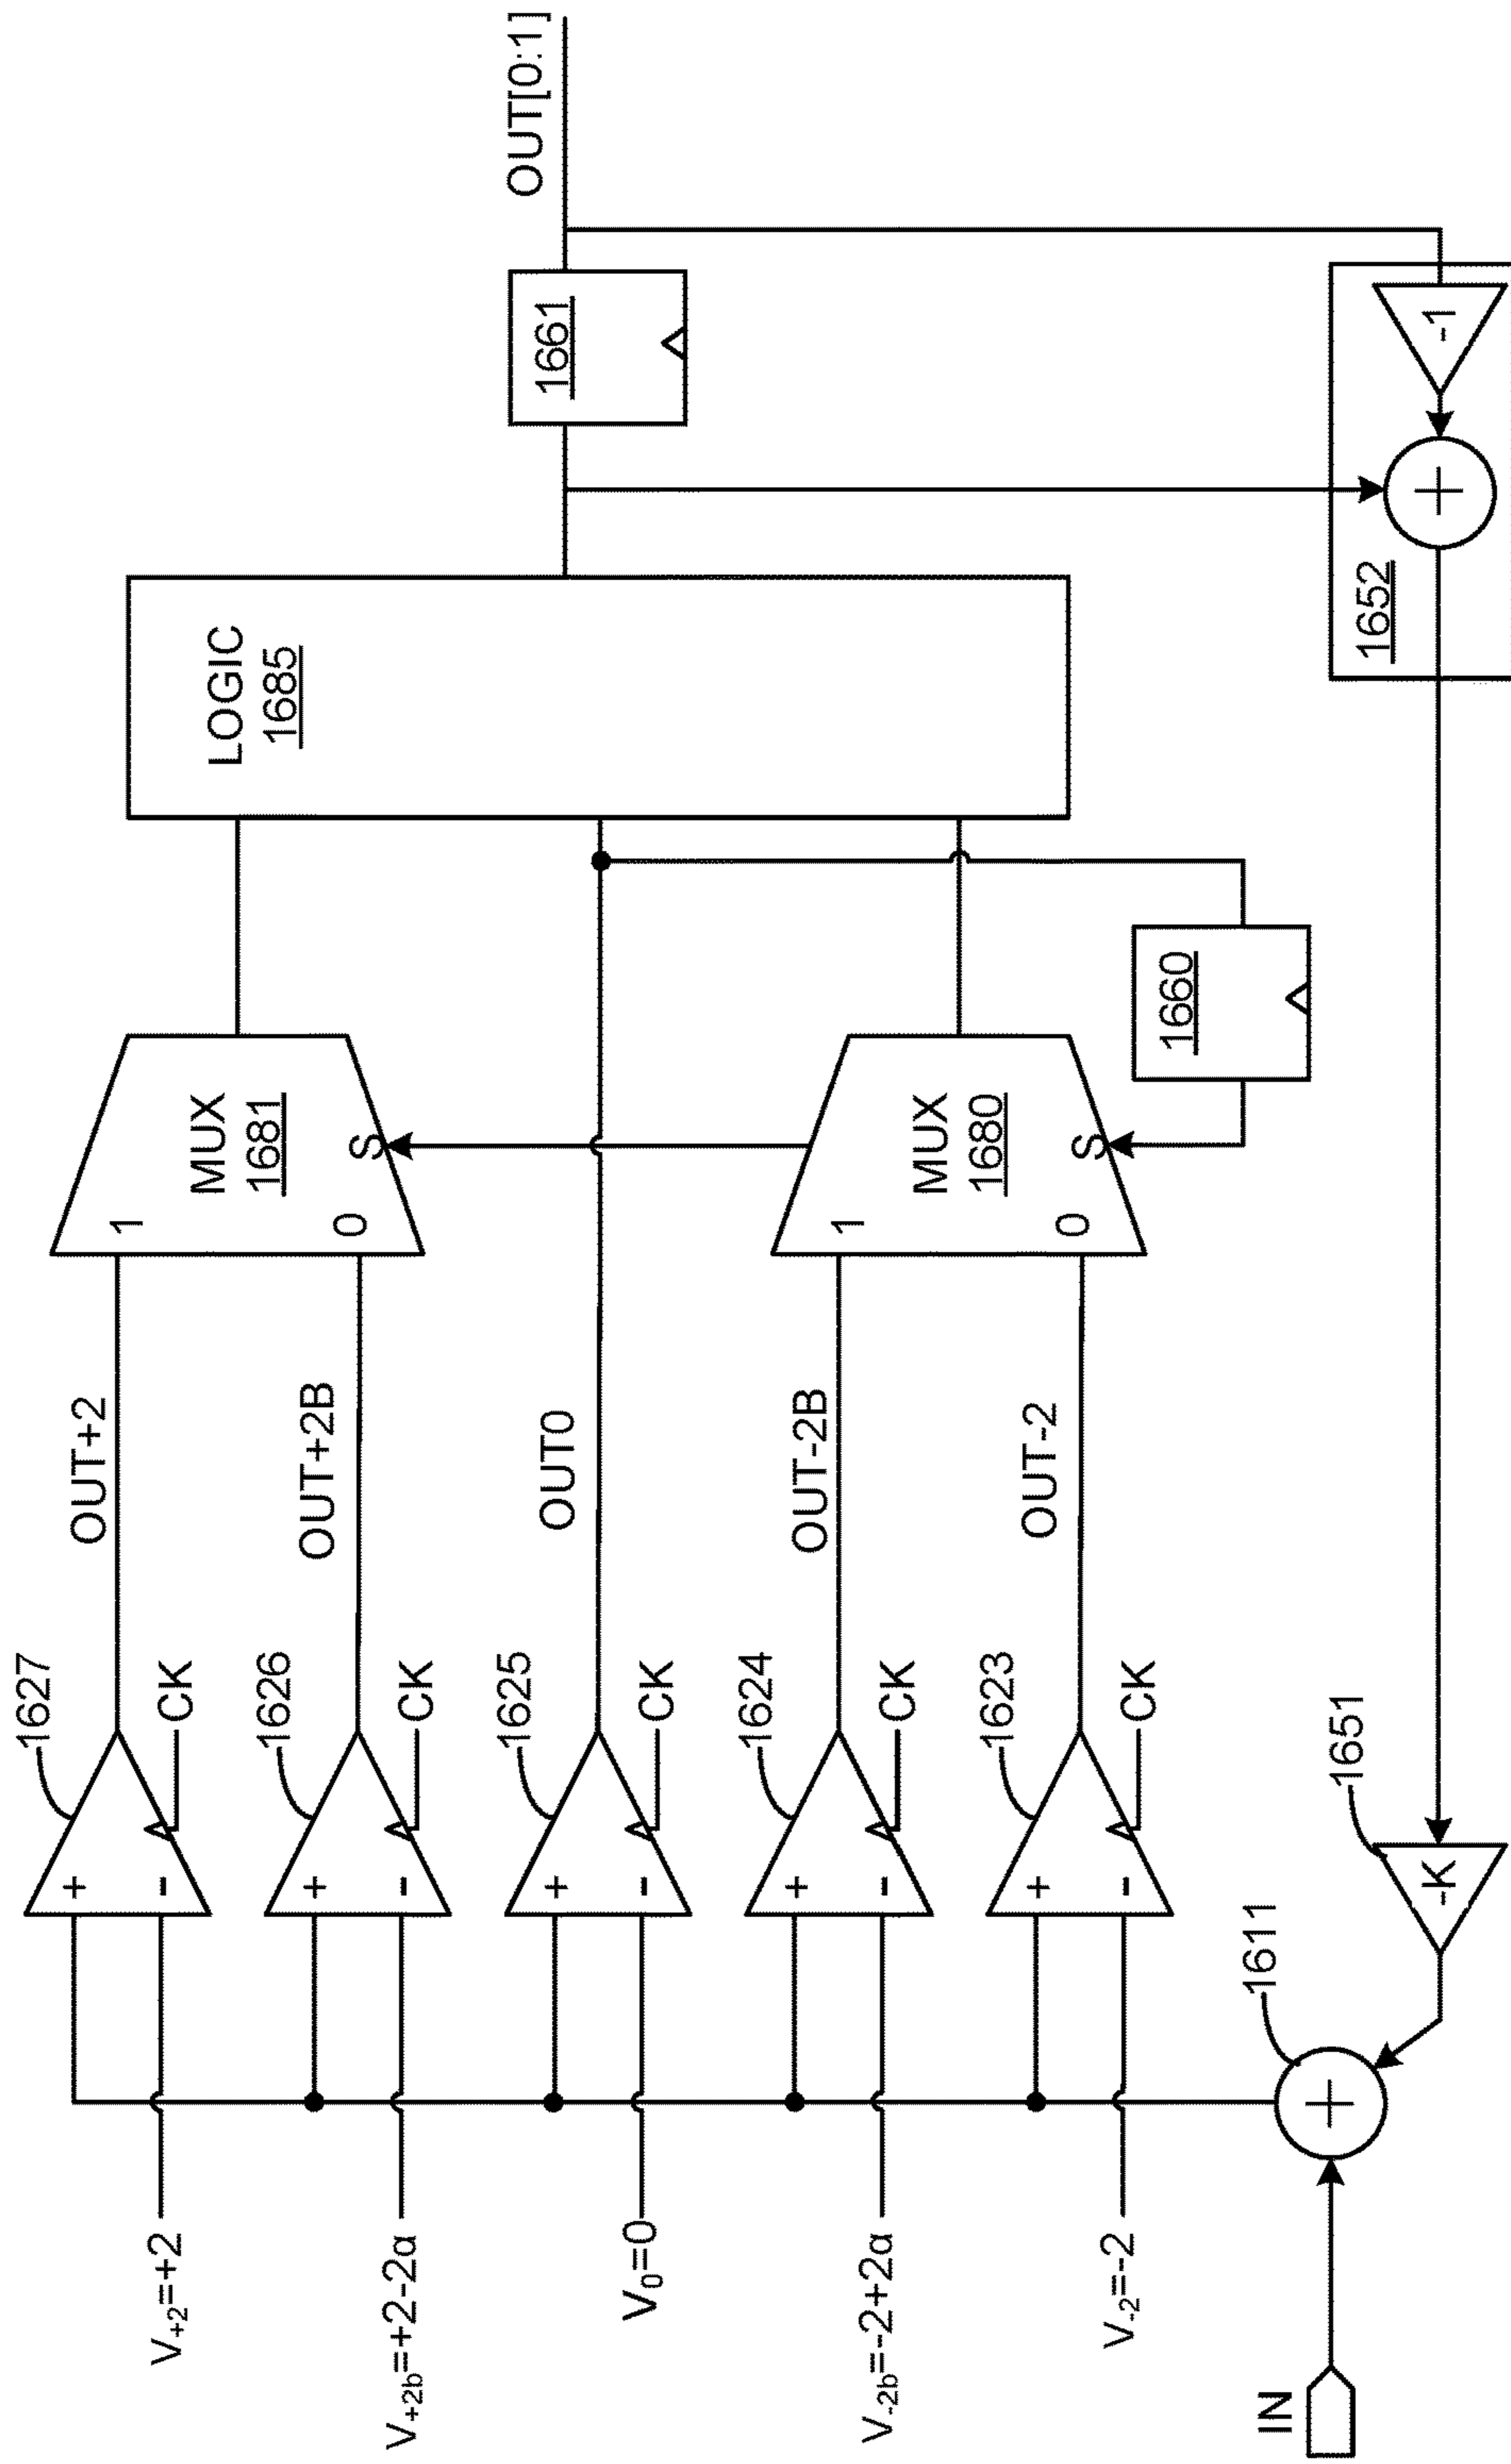 1627
+
-
CK
V+2=+2
OUT+2
1626
+
-
CK
V+2b=+2-2α
OUT+2B
1
0
S
MUX
1681
1625
+
-
CK
V0=0
OUT0
1624
+
-
CK
V-2b=-2+2α
OUT-2B
1623
+
-
CK
V-2=-2
OUT-2
1
0
S
MUX
1680
1660
LOGIC
1685
1661
OUT[0:1]
IN
+
1611
-K
1651
1652
+
-1